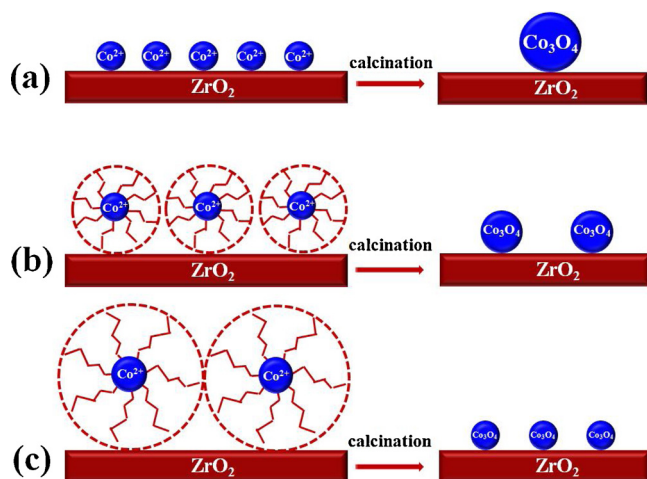 (a)
Co²⁺ Co²⁺ Co²⁺ Co²⁺ Co²⁺
ZrO₂
calcination
Co₃O₄
ZrO₂
(b)
Co²⁺ Co²⁺ Co²⁺
ZrO₂
calcination
Co₃O₄ Co₃O₄
ZrO₂
(c)
Co²⁺ Co²⁺
ZrO₂
calcination
Co₃O₄ Co₃O₄ Co₃O₄
ZrO₂